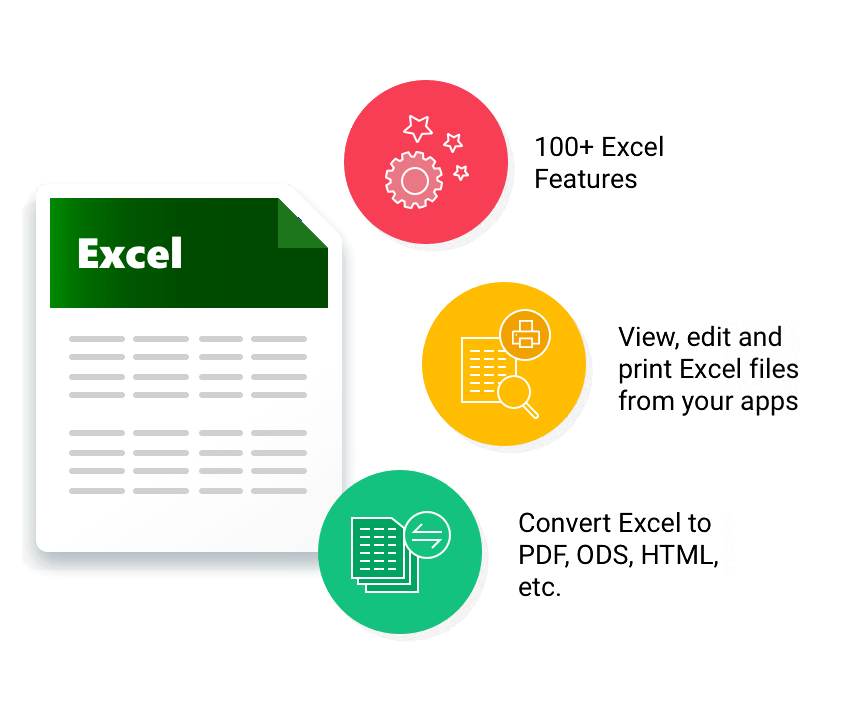 Excel
100+ Excel
Features
View, edit and
print Excel files
from your apps
Convert Excel to
PDF, ODS, HTML,
etc.